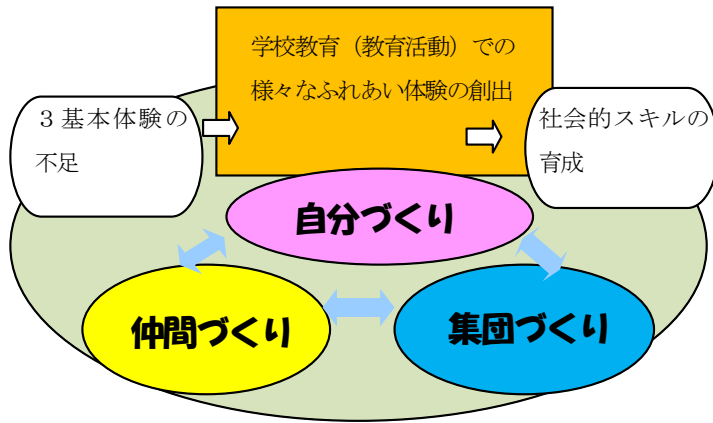 学校教育（教育活動）での
様々なふれあい体験の創出
３基本体験の
不足
社会的スキルの
育成
自分づくり
仲間づくり
集団づくり